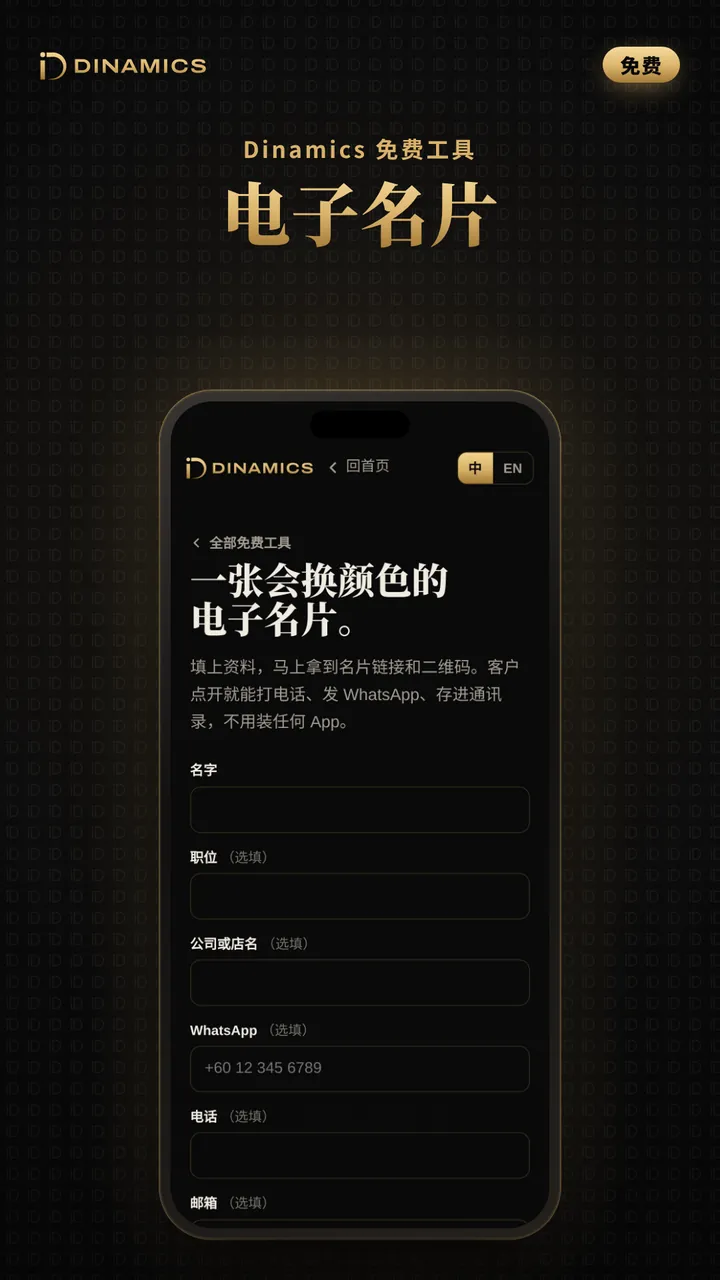 DINAMICS
免费
Dinamics 免费工具
电子名片
DINAMICS
回首页
中
EN
全部免费工具
一张会换颜色的
电子名片。
填上资料，马上拿到名片链接和二维码。客户
点开就能打电话、发 WhatsApp、存进通讯
录，不用装任何 App。
名字
职位 （选填）
公司或店名 （选填）
WhatsApp （选填）
+60 12 345 6789
电话 （选填）
邮箱 （选填）